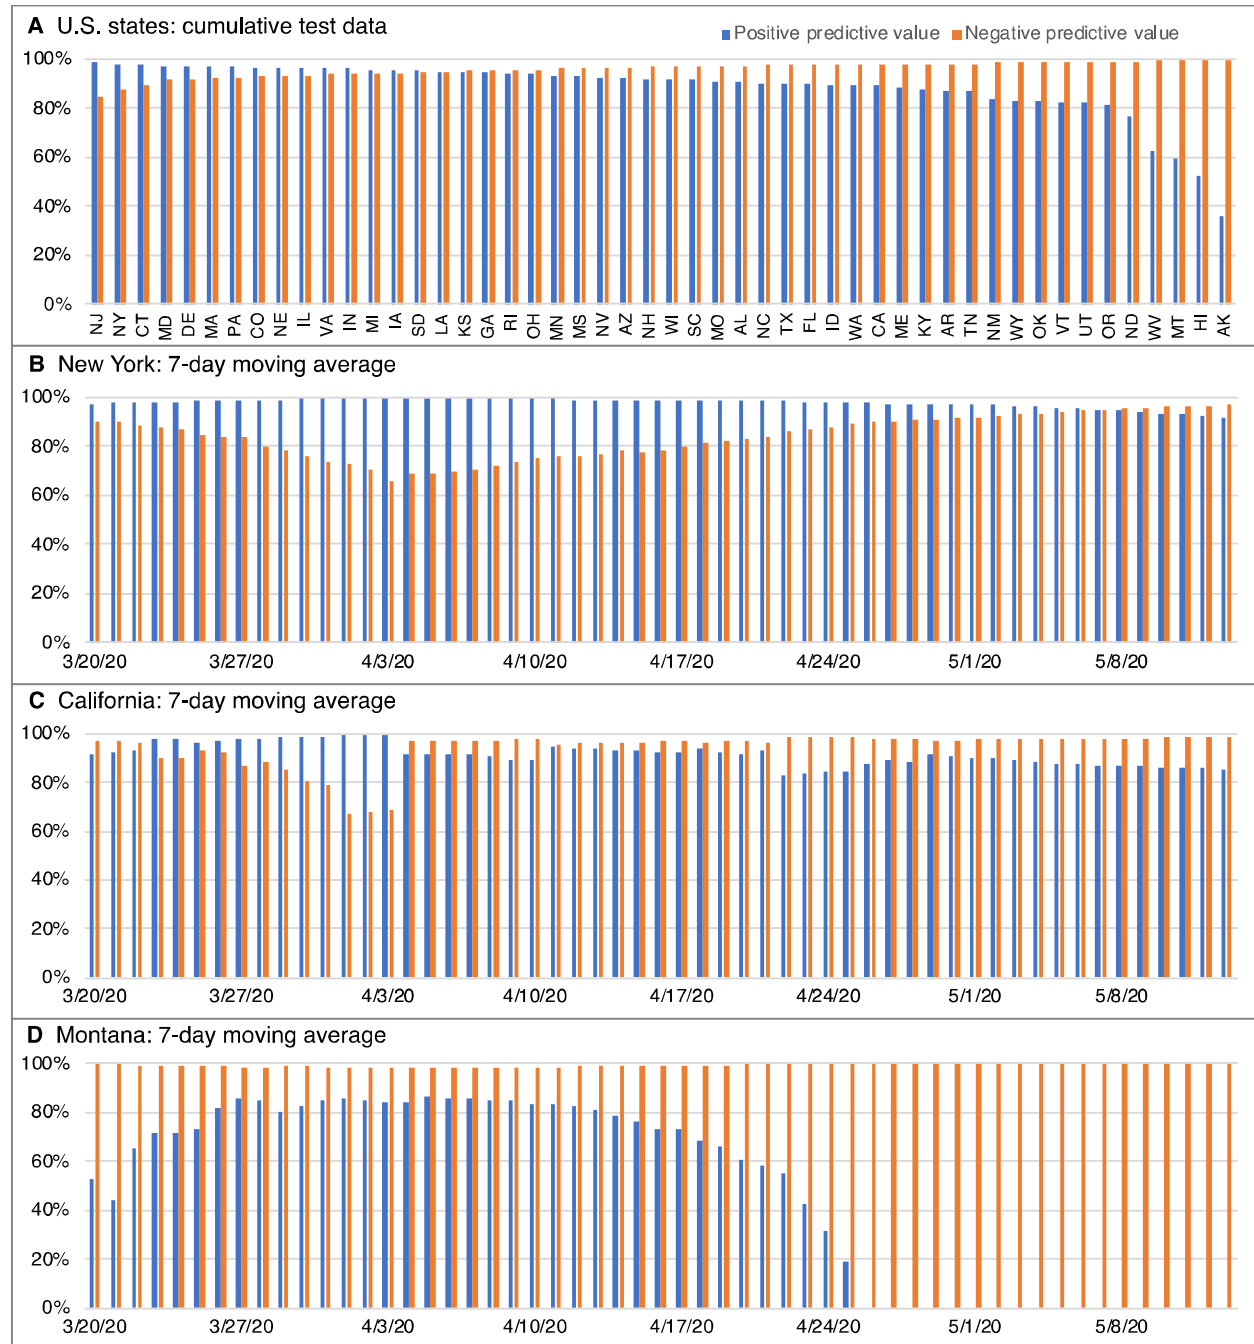 A U.S. states: cumulative test data
Positive predictive value Negative predictive value
100%
80%
60%
40%
20%
0%
NJ NY CT MD DE MA PA CO NE IL VA IN MI IA SD LA KS GA RI OH MN MS NV AZ NH WI SC MO AL NC TX FL ID WA CA ME KY AR TN NM WY OK VT UT OR ND WV MT HI AK
B New York: 7-day moving average
100%
80%
60%
40%
20%
0%
3/20/20 3/27/20 4/3/20 4/10/20 4/17/20 4/24/20 5/1/20 5/8/20
C California: 7-day moving average
100%
80%
60%
40%
20%
0%
3/20/20 3/27/20 4/3/20 4/10/20 4/17/20 4/24/20 5/1/20 5/8/20
D Montana: 7-day moving average
100%
80%
60%
40%
20%
0%
3/20/20 3/27/20 4/3/20 4/10/20 4/17/20 4/24/20 5/1/20 5/8/20